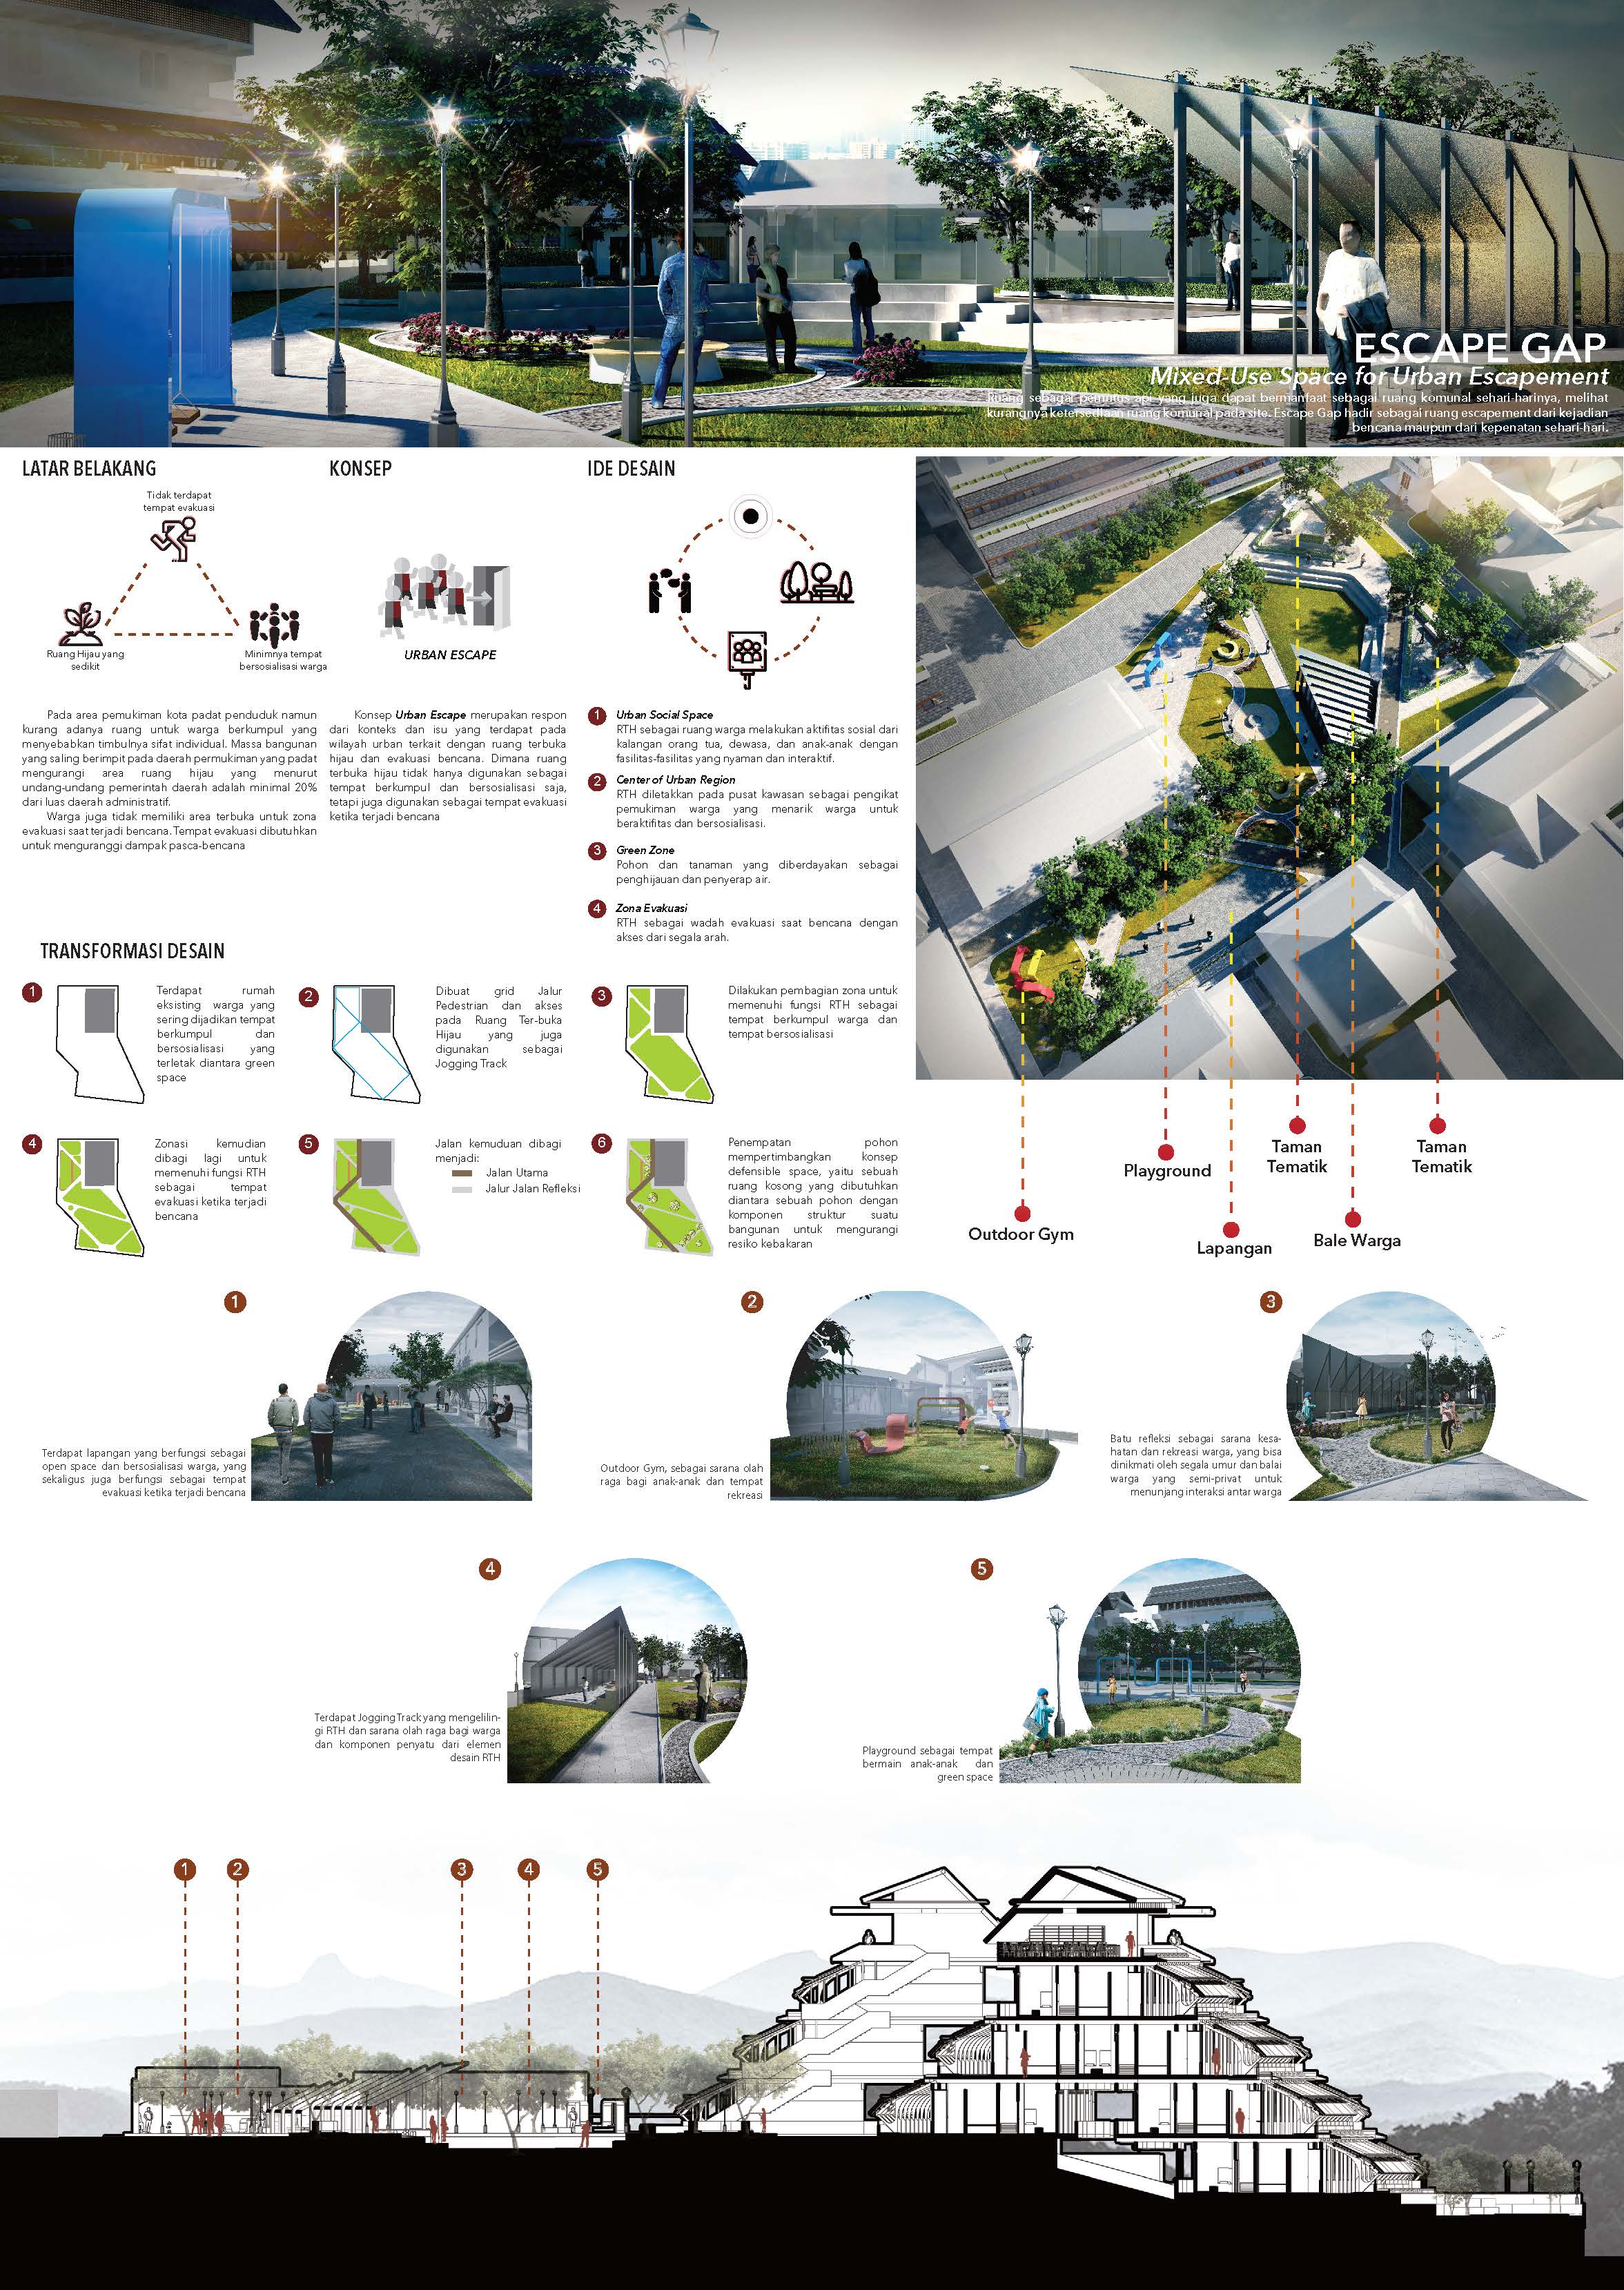 ESCAPE GAP
Mixed-Use Space for Urban Escapement
Ruang sebagai pemutus api yang juga dapat bermanfaat sebagai ruang komunal sehari-harinya, melihat
kurangnya ketersediaan ruang komunal pada site. Escape Gap hadir sebagai ruang escapement dari kejadian
bencana maupun dari kepenatan sehari-hari.
LATAR BELAKANG
Tidak terdapat
tempat evakuasi
Ruang Hijau yang
sedikit
Minimnya tempat
bersosialisasi warga
Pada area pemukiman kota padat penduduk namun
kurang adanya ruang untuk warga berkumpul yang
menyebabkan timbulnya sifat individual. Massa bangunan
yang saling berimpit pada daerah permukiman yang padat
mengurangi area ruang hijau yang menurut
undang-undang pemerintah daerah adalah minimal 20%
dari luas daerah administratif.
Warga juga tidak memiliki area terbuka untuk zona
evakuasi saat terjadi bencana. Tempat evakuasi dibutuhkan
untuk menguranggi dampak pasca-bencana
KONSEP
URBAN ESCAPE
Konsep Urban Escape merupakan respon
dari konteks dan isu yang terdapat pada
wilayah urban terkait dengan ruang terbuka
hijau dan evakuasi bencana. Dimana ruang
terbuka hijau tidak hanya digunakan sebagai
tempat berkumpul dan bersosialisasi saja,
tetapi juga digunakan sebagai tempat evakuasi
ketika terjadi bencana
IDE DESAIN
1 Urban Social Space
RTH sebagai ruang warga melakukan aktifitas sosial dari
kalangan orang tua, dewasa, dan anak-anak dengan
fasilitas-fasilitas yang nyaman dan interaktif.
2 Center of Urban Region
RTH diletakkan pada pusat kawasan sebagai pengikat
pemukiman warga yang menarik warga untuk
beraktifitas dan bersosialisasi.
3 Green Zone
Pohon dan tanaman yang diberdayakan sebagai
penghijauan dan penyerap air.
4 Zona Evakuasi
RTH sebagai wadah evakuasi saat bencana dengan
akses dari segala arah.
TRANSFORMASI DESAIN
1
Terdapat rumah
eksisting warga yang
sering dijadikan tempat
berkumpul dan
bersosialisasi yang
terletak diantara green
space
2
Dibuat grid Jalur
Pedestrian dan akses
pada Ruang Ter-buka
Hijau yang juga
digunakan sebagai
Jogging Track
3
Dilakukan pembagian zona untuk
memenuhi fungsi RTH sebagai
tempat berkumpul warga dan
tempat bersosialisasi
4
Zonasi kemudian
dibagi lagi untuk
memenuhi fungsi RTH
sebagai tempat
evakuasi ketika terjadi
bencana
5
Jalan kemuduan dibagi
menjadi:
Jalan Utama
Jalur Jalan Refleksi
6
Penempatan pohon
mempertimbangkan konsep
defensible space, yaitu sebuah
ruang kosong yang dibutuhkan
diantara sebuah pohon dengan
komponen struktur suatu
bangunan untuk mengurangi
resiko kebakaran
Outdoor Gym
Playground
Lapangan
Taman
Tematik
Bale Warga
Taman
Tematik
1
Terdapat lapangan yang berfungsi sebagai
open space dan bersosialisasi warga, yang
sekaligus juga berfungsi sebagai tempat
evakuasi ketika terjadi bencana
2
Outdoor Gym, sebagai sarana olah
raga bagi anak-anak dan tempat
rekreasi
3
Batu refleksi sebagai sarana kesa-
hatan dan rekreasi warga, yang bisa
dinikmati oleh segala umur dan balai
warga yang semi-privat untuk
menunjang interaksi antar warga
4
Terdapat Jogging Track yang mengelilin-
gi RTH dan sarana olah raga bagi warga
dan komponen penyatu dari elemen
desain RTH
5
Playground sebagai tempat
bermain anak-anak dan
green space
1
2
3
4
5